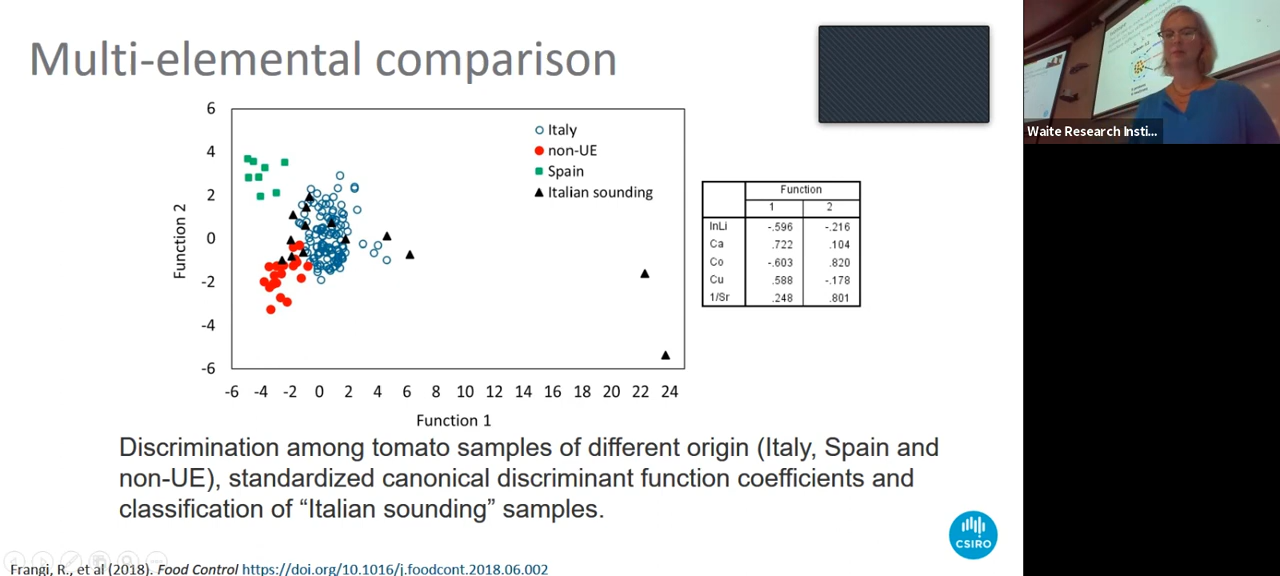 Multi-elemental comparison
6
4
2
0
-2
-4
-6
Function 2
-6 -4 -2 0 2 4 6 8 10 12 14 16 18 20 22 24
Function 1
Italy
non-UE
Spain
Italian sounding
Function
1 2
lnLi -.596 -.216
Ca .722 .104
Co -.603 .820
Cu .588 -.178
1/Sr .248 .801
Discrimination among tomato samples of different origin (Italy, Spain and
non-UE), standardized canonical discriminant function coefficients and
classification of “Italian sounding” samples.
CSIRO
Frangi, R., et al (2018). Food Control https://doi.org/10.1016/j.foodcont.2018.06.002
Waite Research Insti...